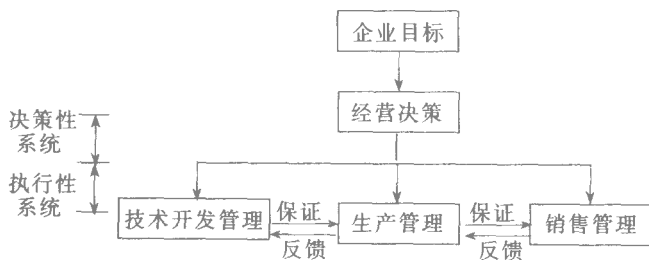 企业目标
经营决策
决策性
系统
执行性
系统
技术开发管理
保证
反馈
生产管理
保证
反馈
销售管理